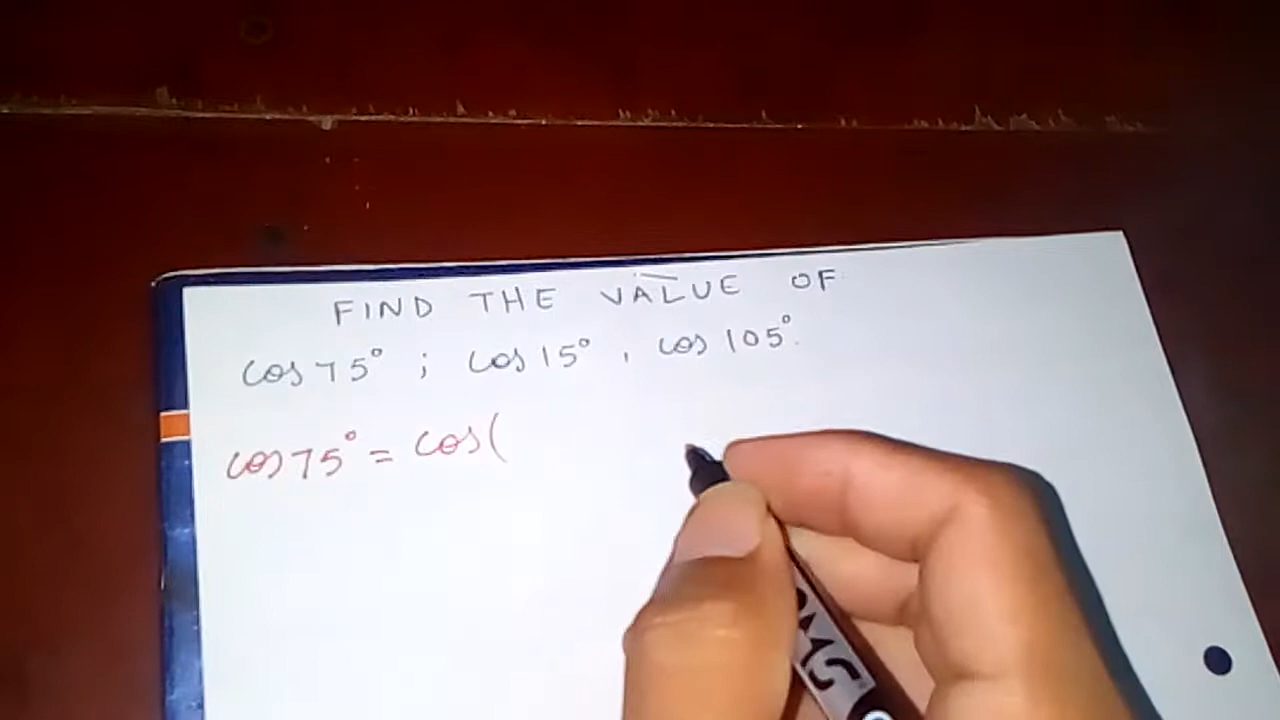 FIND THE VALUE OF
cos 75° ; cos 15° , cos 105°.
cos 75° = cos(